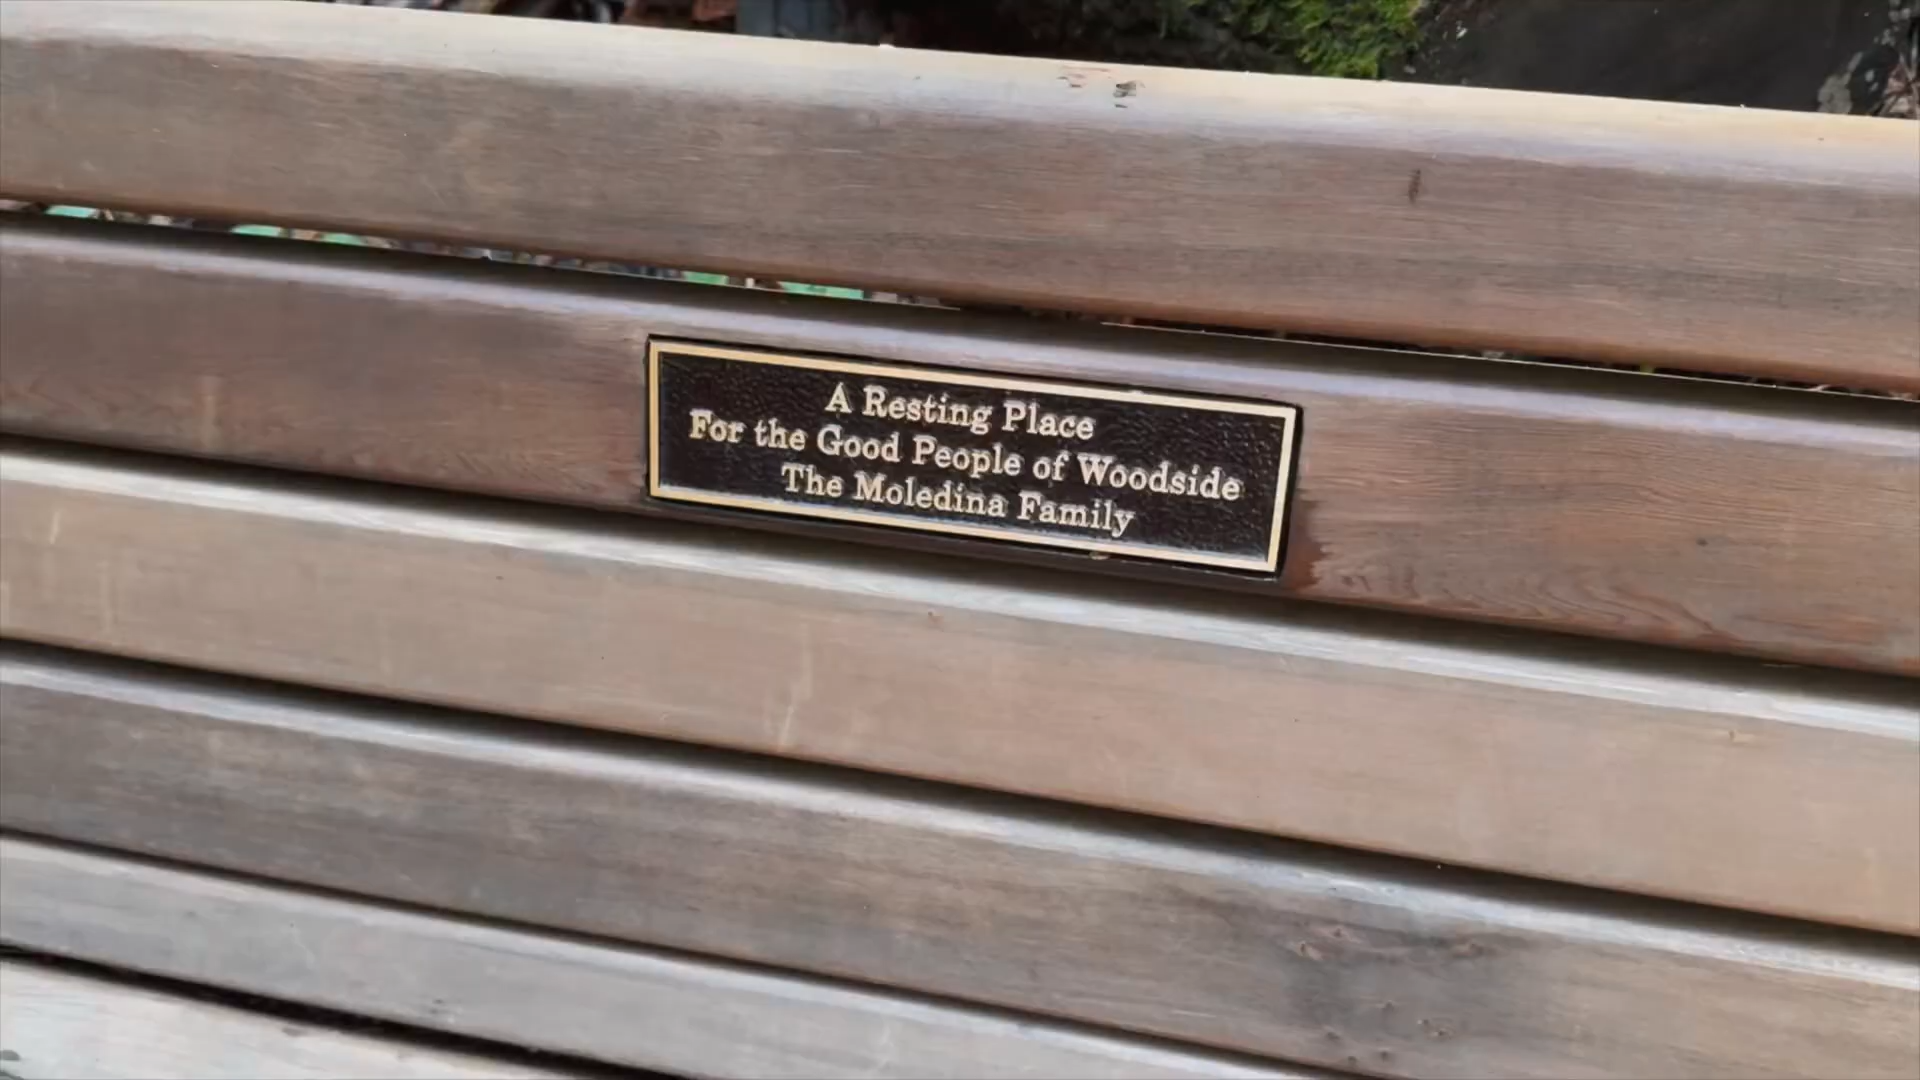 A Resting Place
For the Good People of Woodside
The Moledina Family